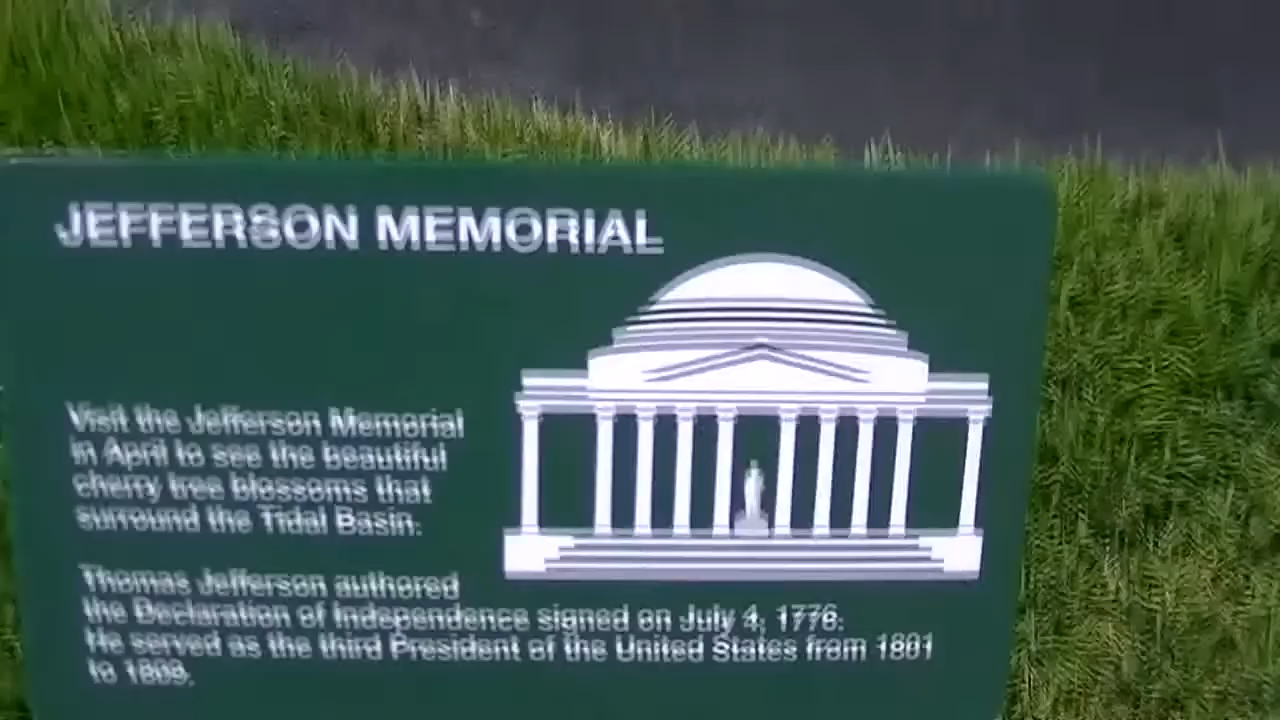 JEFFERSON MEMORIAL
Visit the Jefferson Memorial
in April to see the beautiful
cherry tree blossoms that
surround the Tidal Basin.
Thomas Jefferson authored
the Declaration of Independence signed on July 4, 1776.
He served as the third President of the United States from 1801
to 1809.